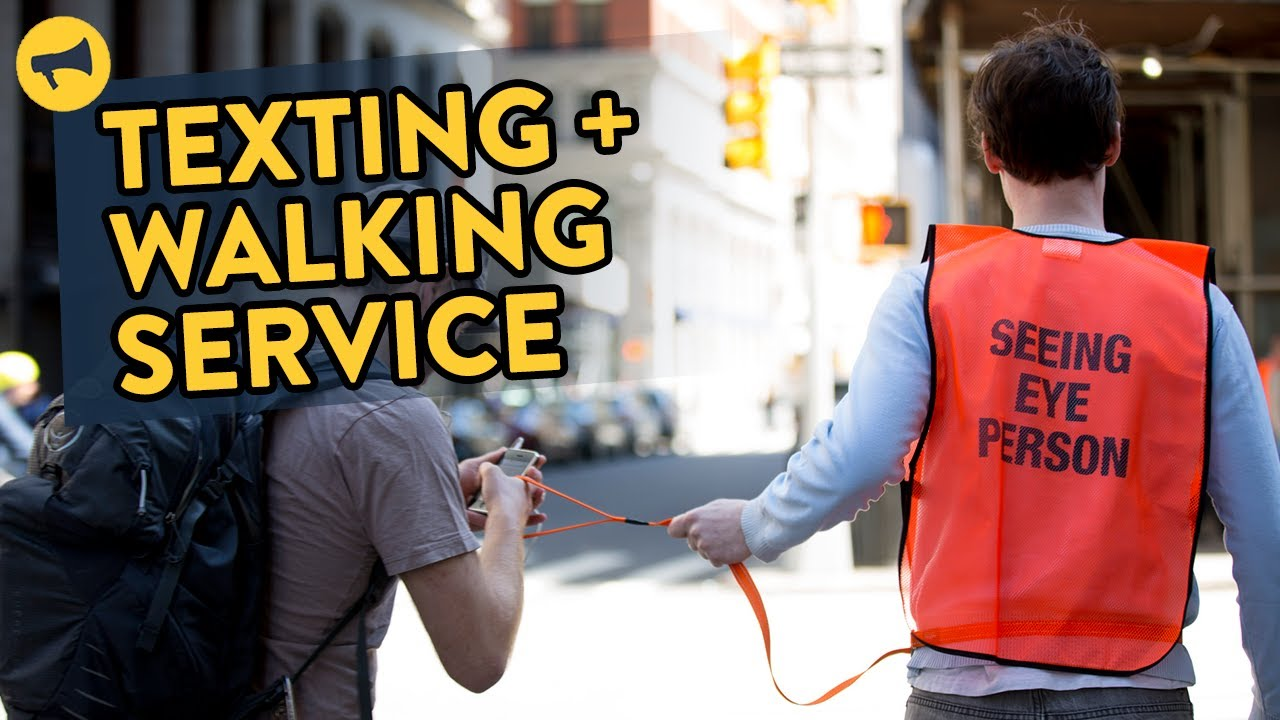 TEXTING +
WALKING
SERVICE
SEEING
EYE
PERSON